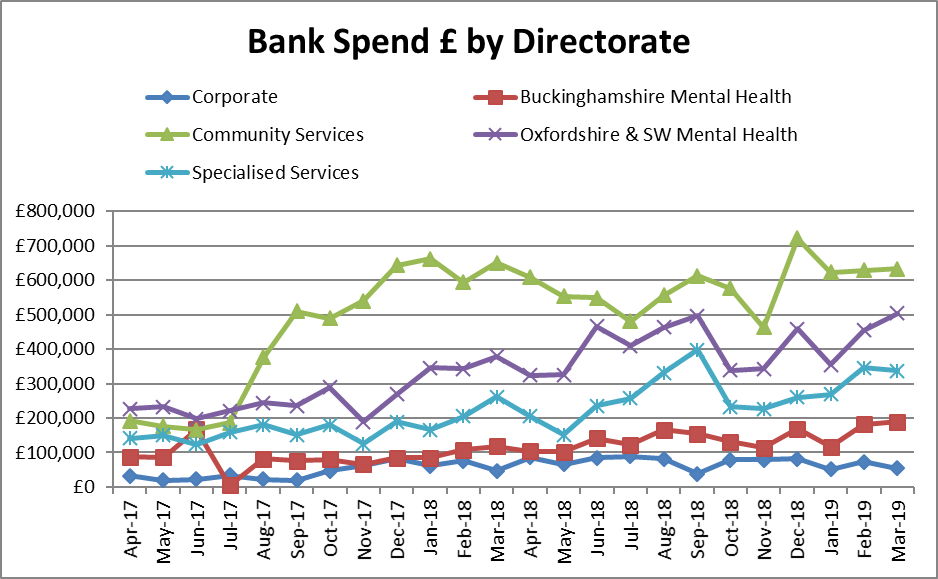 Bank Spend £ by Directorate
Corporate
Buckinghamshire Mental Health
Community Services
Oxfordshire & SW Mental Health
Specialised Services
£800,000
£700,000
£600,000
£500,000
£400,000
£300,000
£200,000
£100,000
£0
Apr-17
May-17
Jun-17
Jul-17
Aug-17
Sep-17
Oct-17
Nov-17
Dec-17
Jan-18
Feb-18
Mar-18
Apr-18
May-18
Jun-18
Jul-18
Aug-18
Sep-18
Oct-18
Nov-18
Dec-18
Jan-19
Feb-19
Mar-19